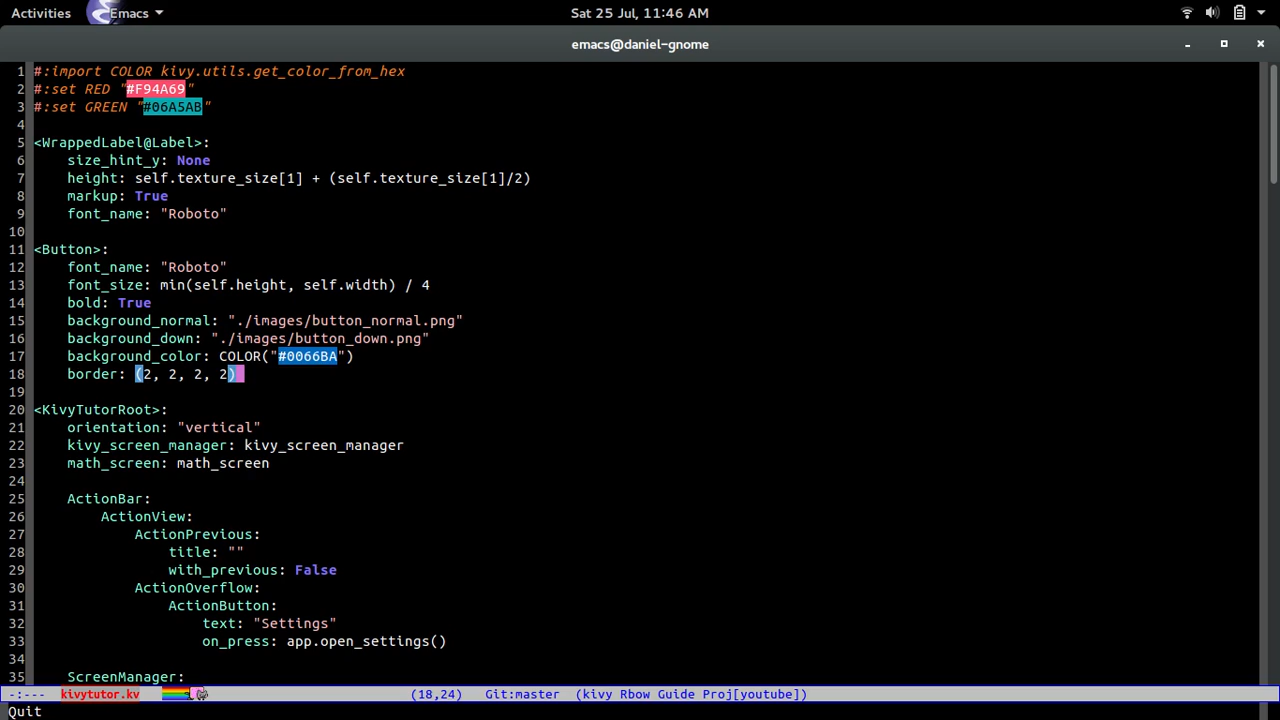 Activities Emacs Sat 25 Jul, 11:46 AM
emacs@daniel-gnome
1 #:import COLOR kivy.utils.get_color_from_hex
2 #:set RED "#F94A69"
3 #:set GREEN "#06A5AB"
4
5 <WrappedLabel@Label>:
6     size_hint_y: None
7     height: self.texture_size[1] + (self.texture_size[1]/2)
8     markup: True
9     font_name: "Roboto"
10
11 <Button>:
12     font_name: "Roboto"
13     font_size: min(self.height, self.width) / 4
14     bold: True
15     background_normal: "./images/button_normal.png"
16     background_down: "./images/button_down.png"
17     background_color: COLOR("#0066BA")
18     border: (2, 2, 2, 2)
19
20 <KivyTutorRoot>:
21     orientation: "vertical"
22     kivy_screen_manager: kivy_screen_manager
23     math_screen: math_screen
24
25     ActionBar:
26         ActionView:
27             ActionPrevious:
28                 title: ""
29                 with_previous: False
30             ActionOverflow:
31                 ActionButton:
32                     text: "Settings"
33                     on_press: app.open_settings()
34
35     ScreenManager:
-:--- kivytutor.kv (18,24) Git:master (kivy Rbow Guide Proj[youtube])
Quit